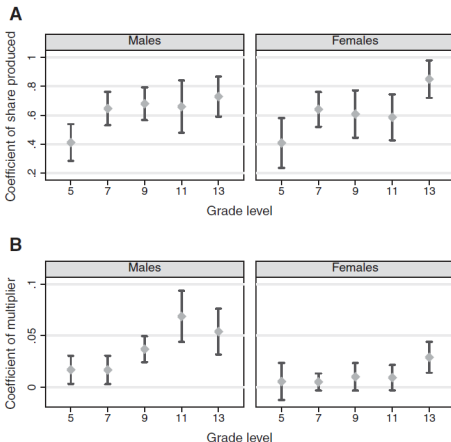 A
Males
Females
Coefficient of share produced
1
.8
.6
.4
.2
5 7 9 11 13
5 7 9 11 13
Grade level
B
Males
Females
Coefficient of multiplier
.1
.05
0
5 7 9 11 13
5 7 9 11 13
Grade level